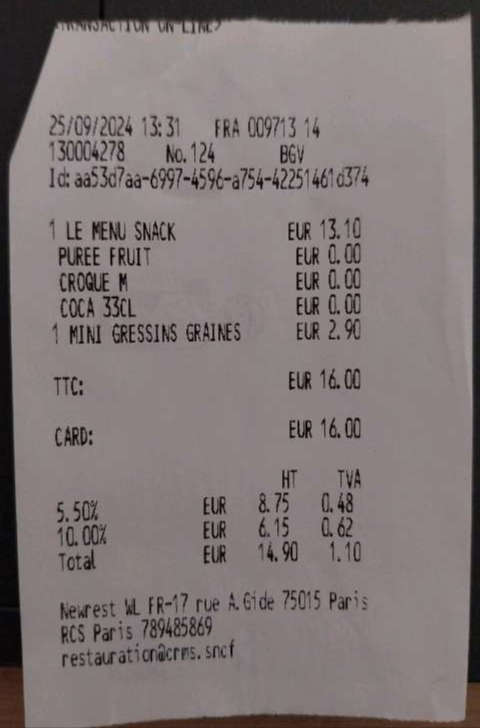 TRANSACTION ON-LINE>
25/09/2024 13:31 FRA 009713 14
130004278 No.124 BGV
Id:aa53d7aa-6997-4596-a754-42251461d374
1 LE MENU SNACK EUR 13.10
PUREE FRUIT EUR 0.00
CROQUE M EUR 0.00
COCA 33CL EUR 0.00
1 MINI GRESSINS GRAINES EUR 2.90
TTC: EUR 16.00
CARD: EUR 16.00
HT TVA
5.50% EUR 8.75 0.48
10.00% EUR 6.15 0.62
Total EUR 14.90 1.10
Newrest WL FR-17 rue A.Gide 75015 Paris
RCS Paris 789485869
restauration@crms.sncf